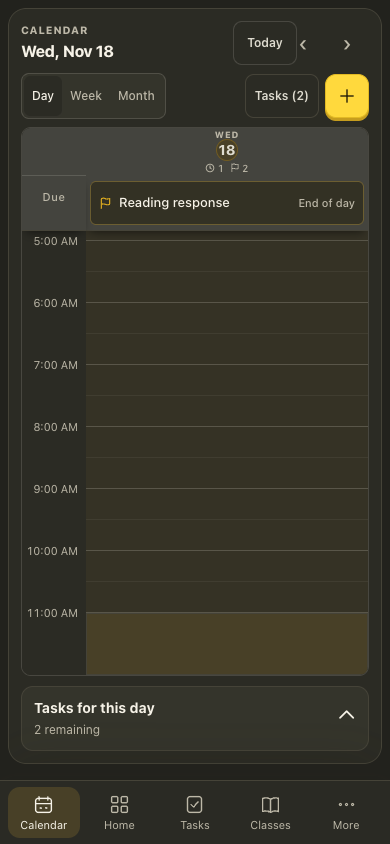 CALENDAR
Wed, Nov 18
Today
Day Week Month
Tasks (2)
WED
18
1 2
Due
Reading response End of day
5:00 AM
6:00 AM
7:00 AM
8:00 AM
9:00 AM
10:00 AM
11:00 AM
Tasks for this day
2 remaining
Calendar Home Tasks Classes More